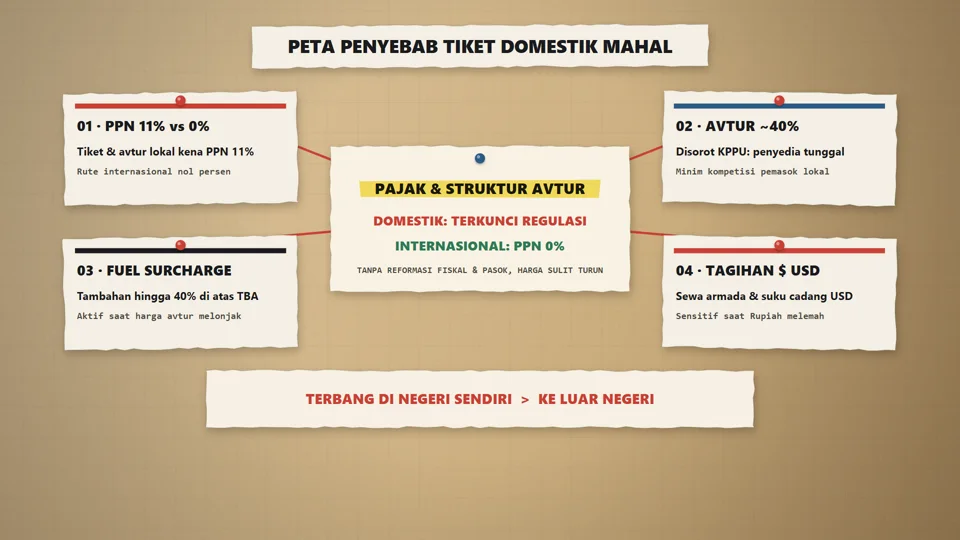 PETA PENYEBAB TIKET DOMESTIK MAHAL
01 · PPN 11% vs 0%
Tiket & avtur lokal kena PPN 11%
Rute internasional nol persen
02 · AVTUR ~40%
Disorot KPPU: penyedia tunggal
Minim kompetisi pemasok lokal
PAJAK & STRUKTUR AVTUR
DOMESTIK: TERKUNCI REGULASI
INTERNASIONAL: PPN 0%
TANPA REFORMASI FISKAL & PASOK, HARGA SULIT TURUN
03 · FUEL SURCHARGE
Tambahan hingga 40% di atas TBA
Aktif saat harga avtur melonjak
04 · TAGIHAN $ USD
Sewa armada & suku cadang USD
Sensitif saat Rupiah melemah
TERBANG DI NEGERI SENDIRI > KE LUAR NEGERI